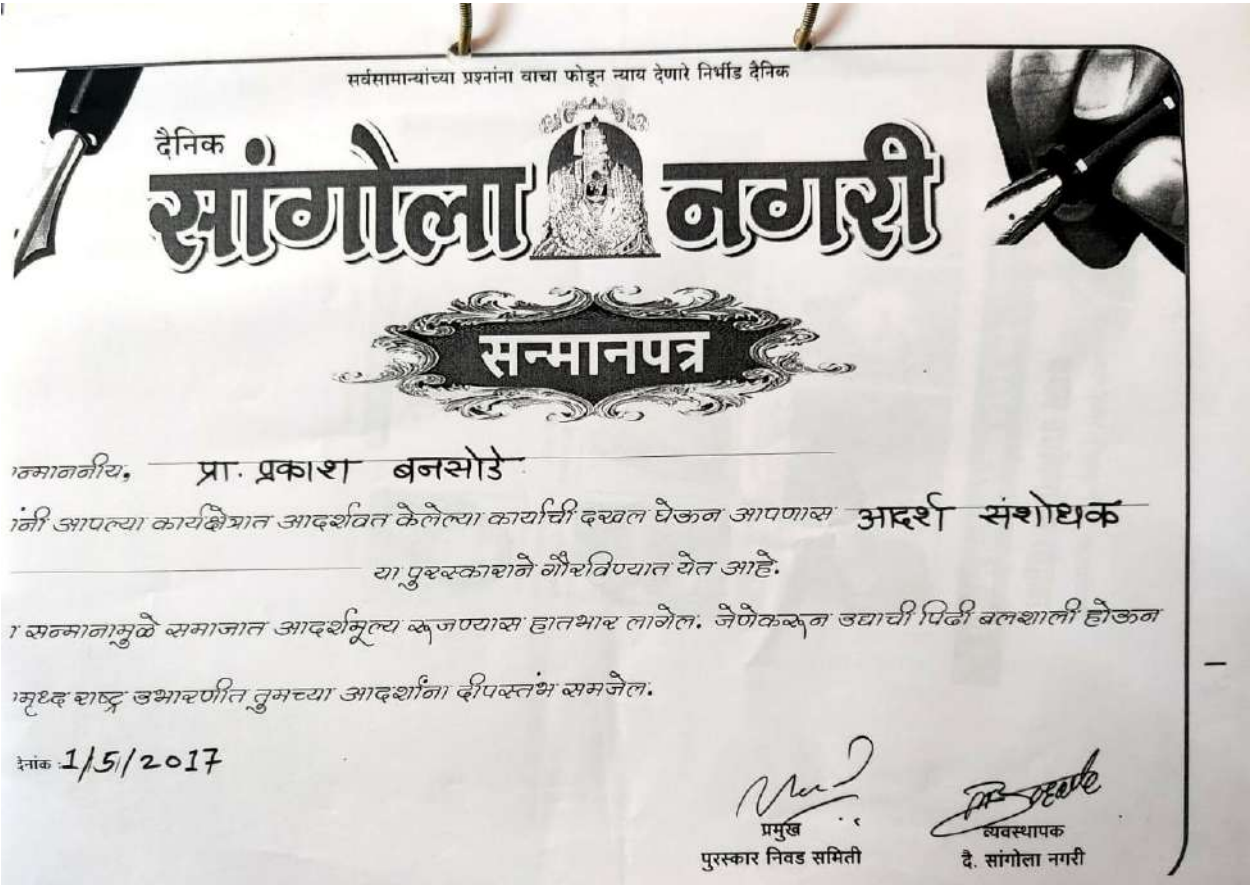 सर्वसामान्यांच्या प्रश्नांना वाचा फोडून न्याय देणारे निर्भीड दैनिक
दैनिक
सांगोला नगरी
सन्मानपत्र
न्माननीय, प्रा. प्रकाश बनसोडे
ांनी आपल्या कार्यक्षेत्रात आदर्शवत केलेल्या कार्याची दखल घेऊन आपणास आदर्श संशोधक
या पुरस्काराने गौरविण्यात येत आहे.
ा सन्मानामुळे समाजात आदर्शमूल्य रूजण्यास हातभार लागेल. जेणेकरून उद्याची पिढी बलशाली होऊन
मृध्द राष्ट्र उभारणीत तुमच्या आदर्शांना दीपस्तंभ समजेल.
देनांक : 1/5/2017
प्रमुख
पुरस्कार निवड समिती
व्यवस्थापक
दै. सांगोला नगरी